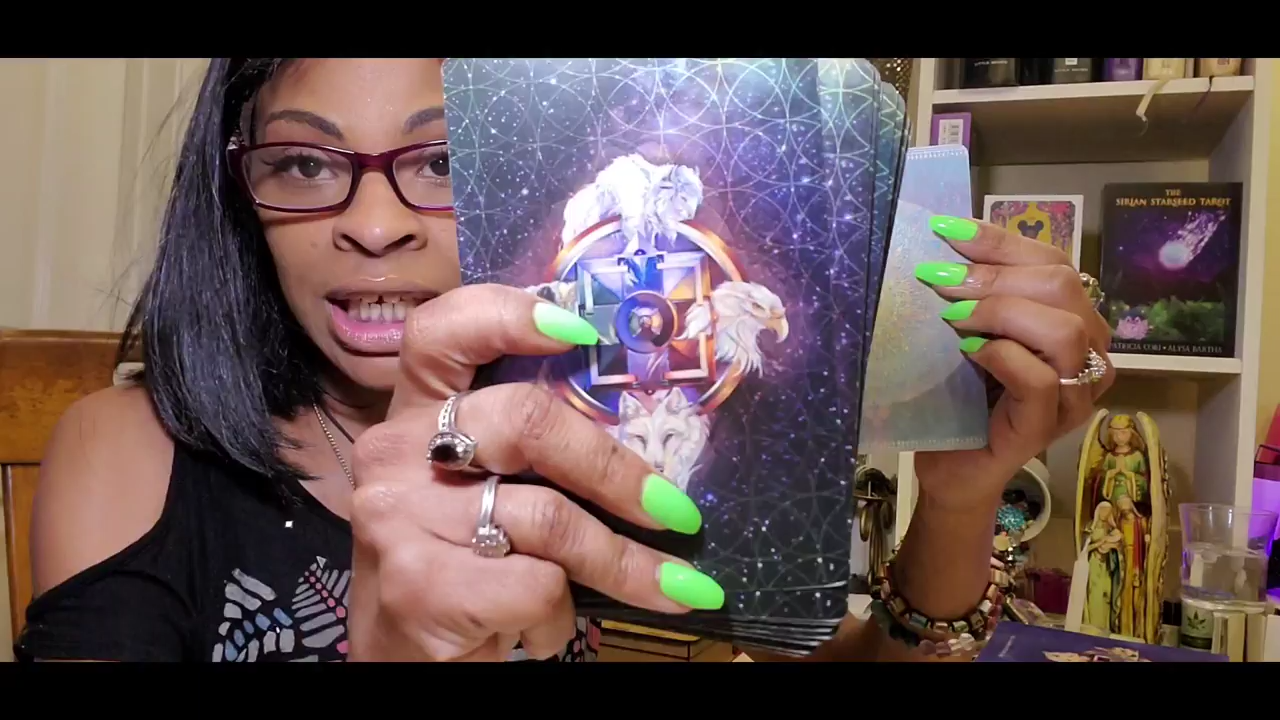 THE
SIRIAN STARSEED TAROT
PATRICIA CORI • ALYSA BARTHA